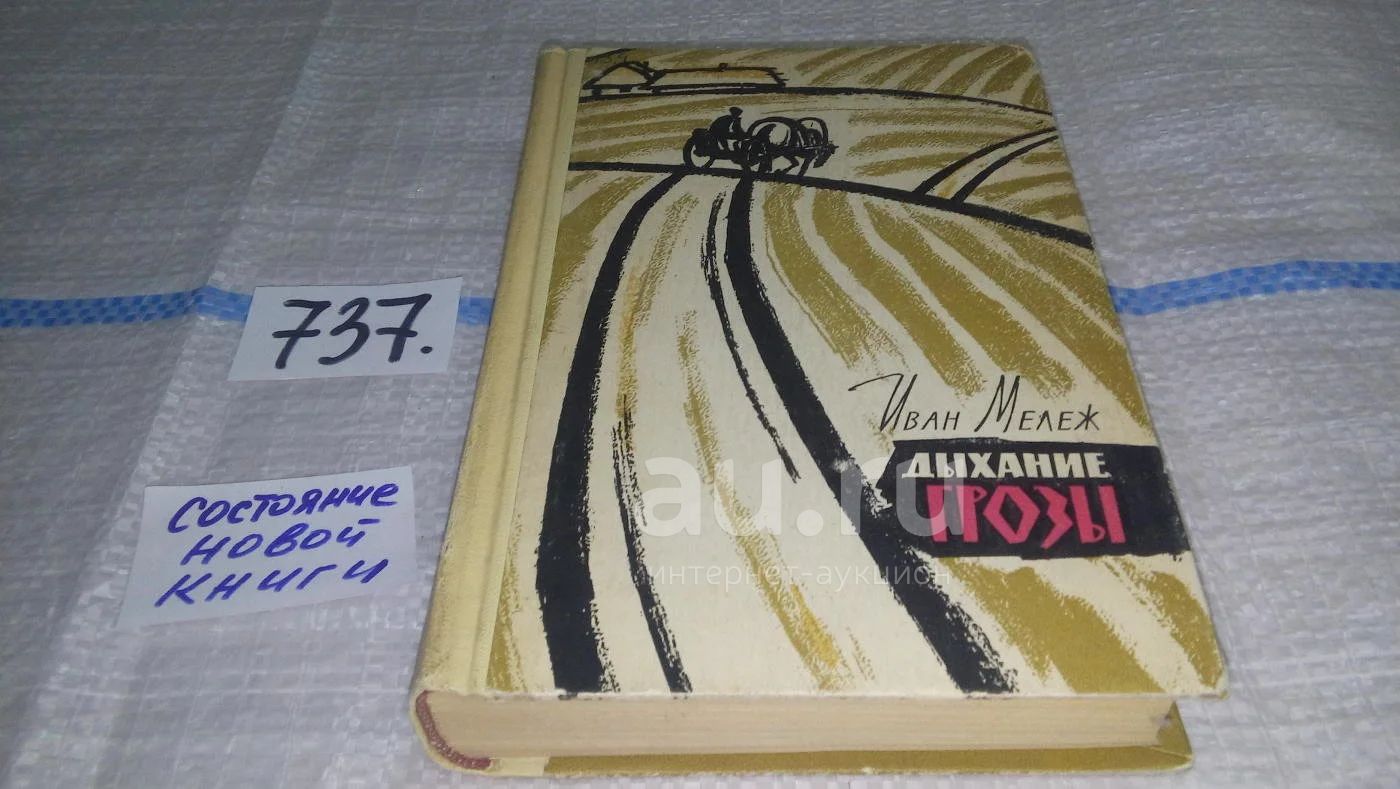 737.
состояние
новой
книги
Иван Мележ
ДЫХАНИЕ
ГРОЗЫ
au.ru
интернет-аукцион